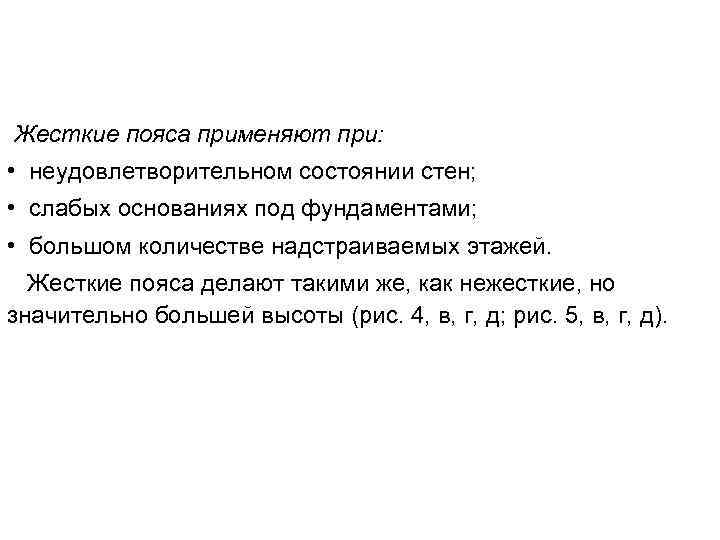 Жесткие пояса применяют при:
• неудовлетворительном состоянии стен;
• слабых основаниях под фундаментами;
• большом количестве надстраиваемых этажей.
Жесткие пояса делают такими же, как нежесткие, но
значительно большей высоты (рис. 4, в, г, д; рис. 5, в, г, д).